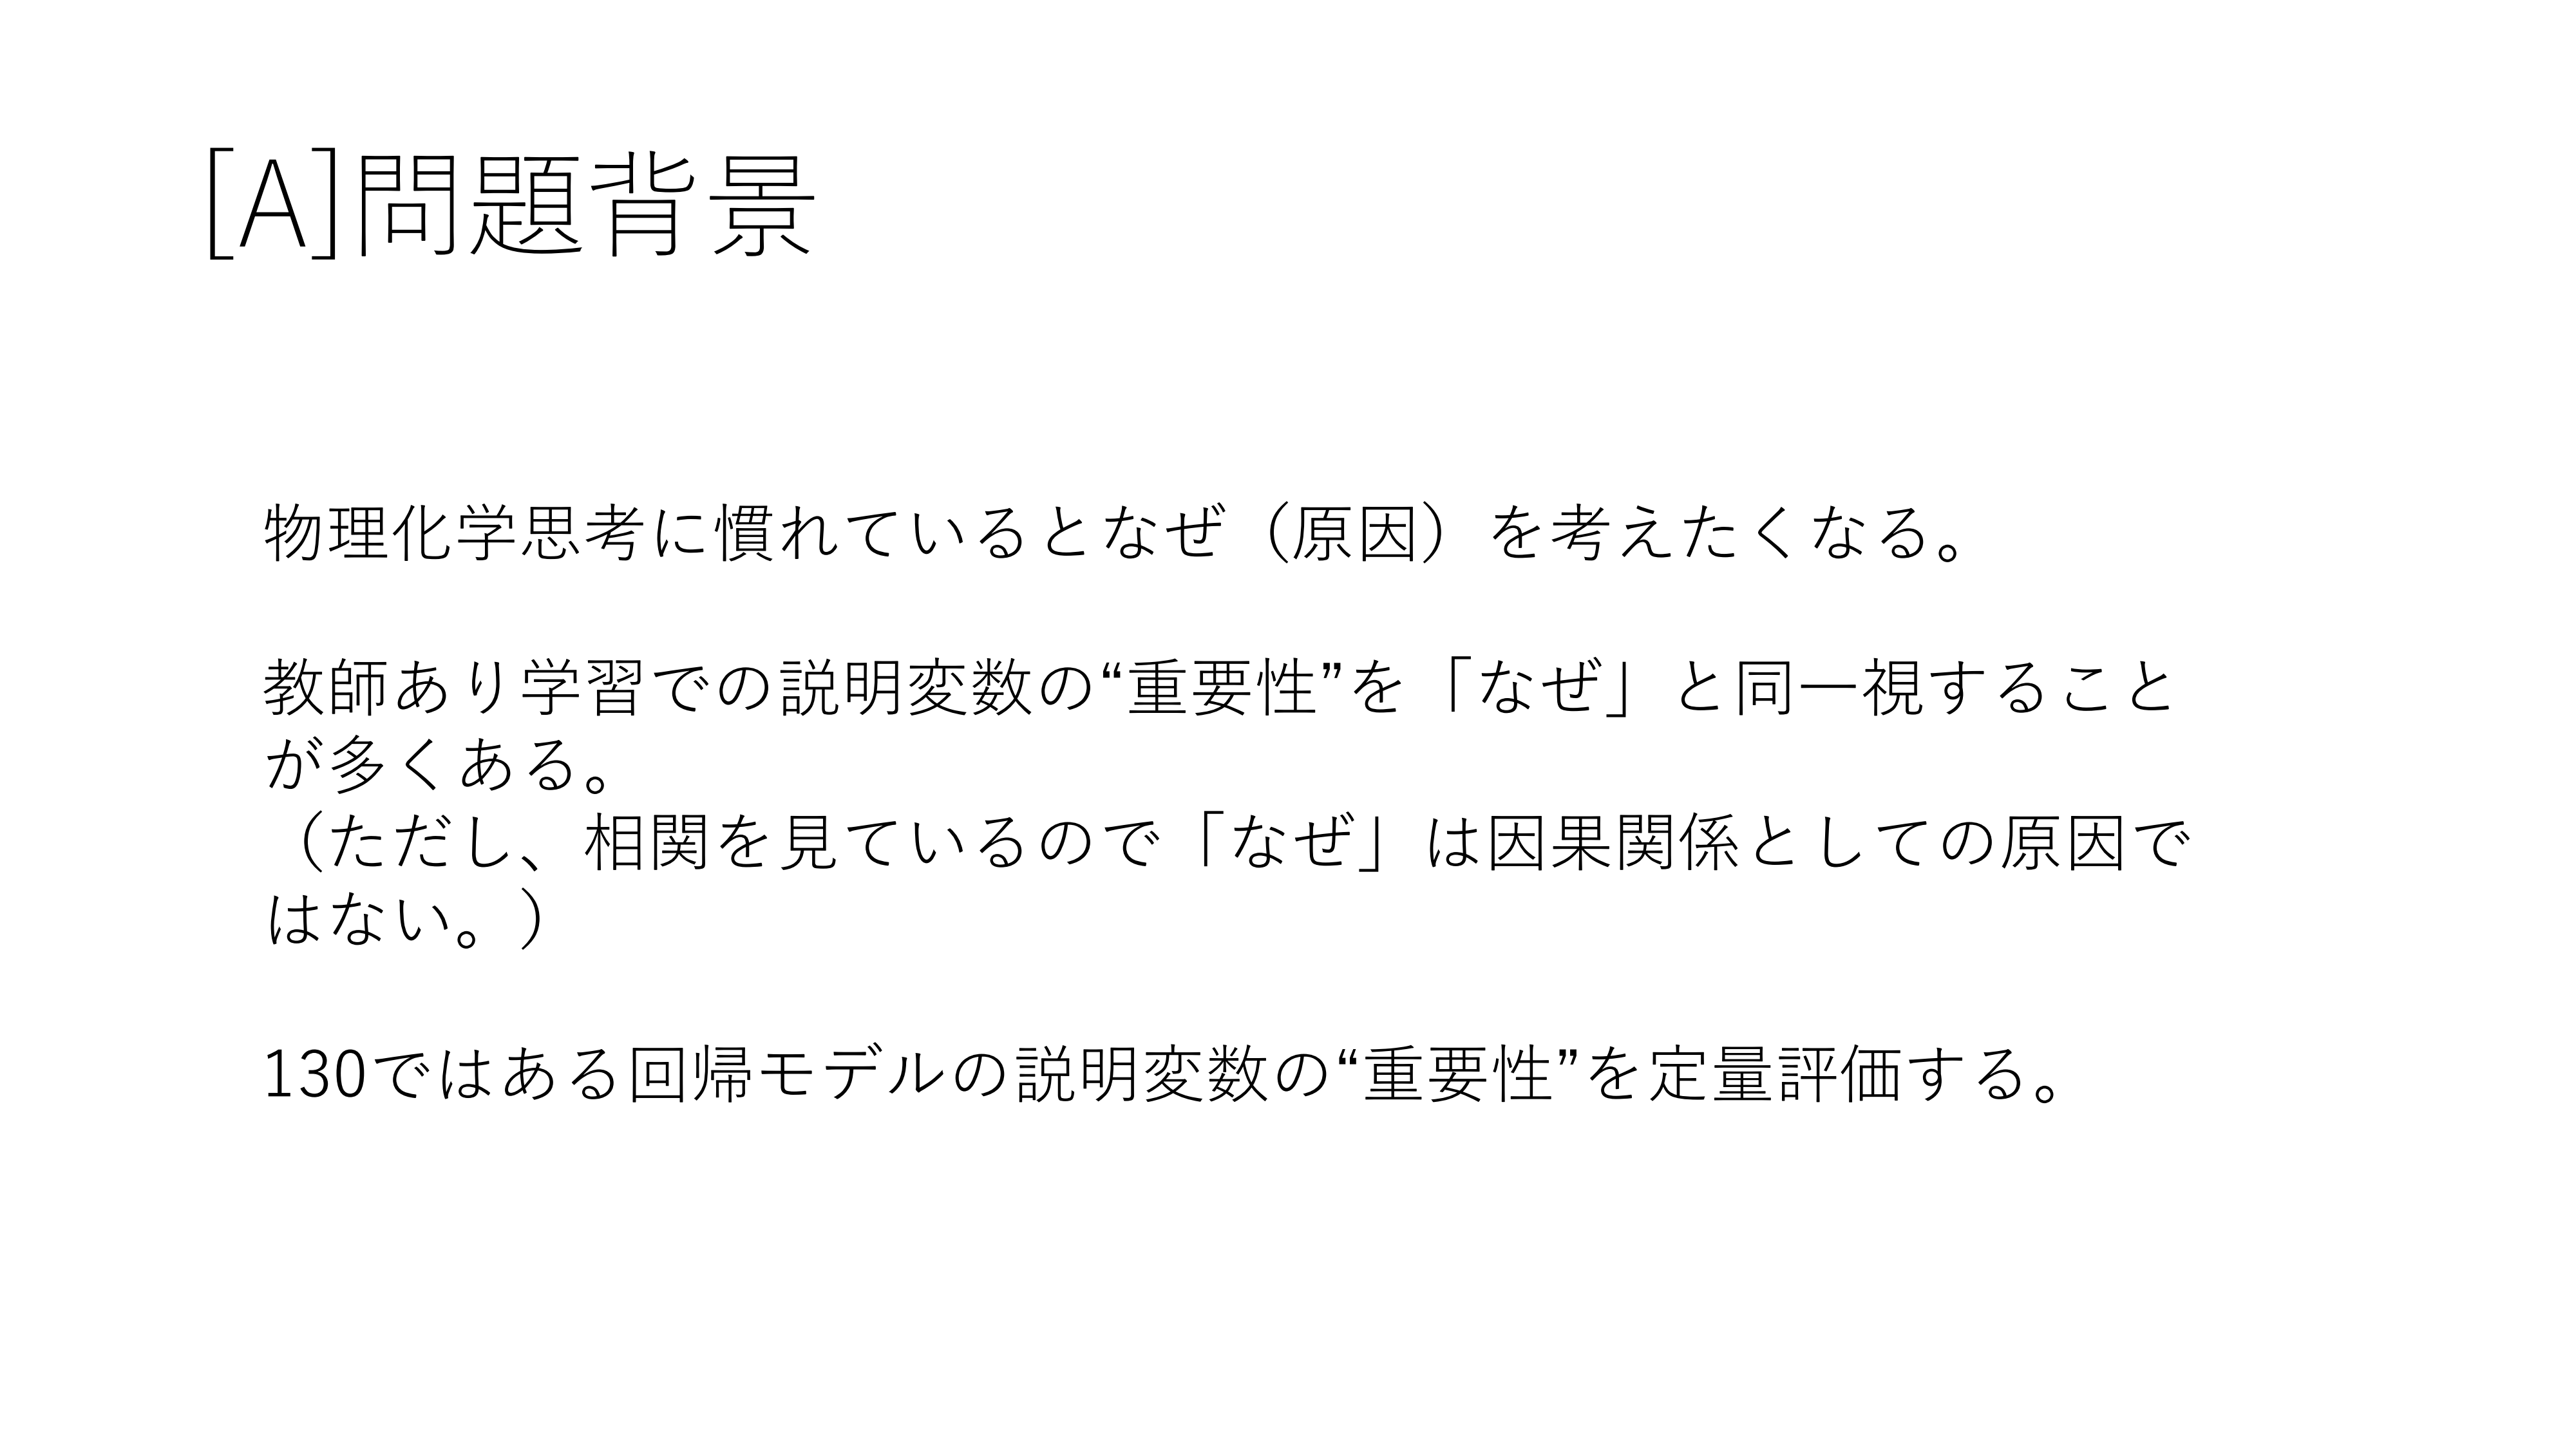 [A]問題背景
物理化学思考に慣れているとなぜ（原因）を考えたくなる。
教師あり学習での説明変数の“重要性”を「なぜ」と同一視すること
が多くある。
（ただし、相関を見ているので「なぜ」は因果関係としての原因で
はない。）
130ではある回帰モデルの説明変数の“重要性”を定量評価する。